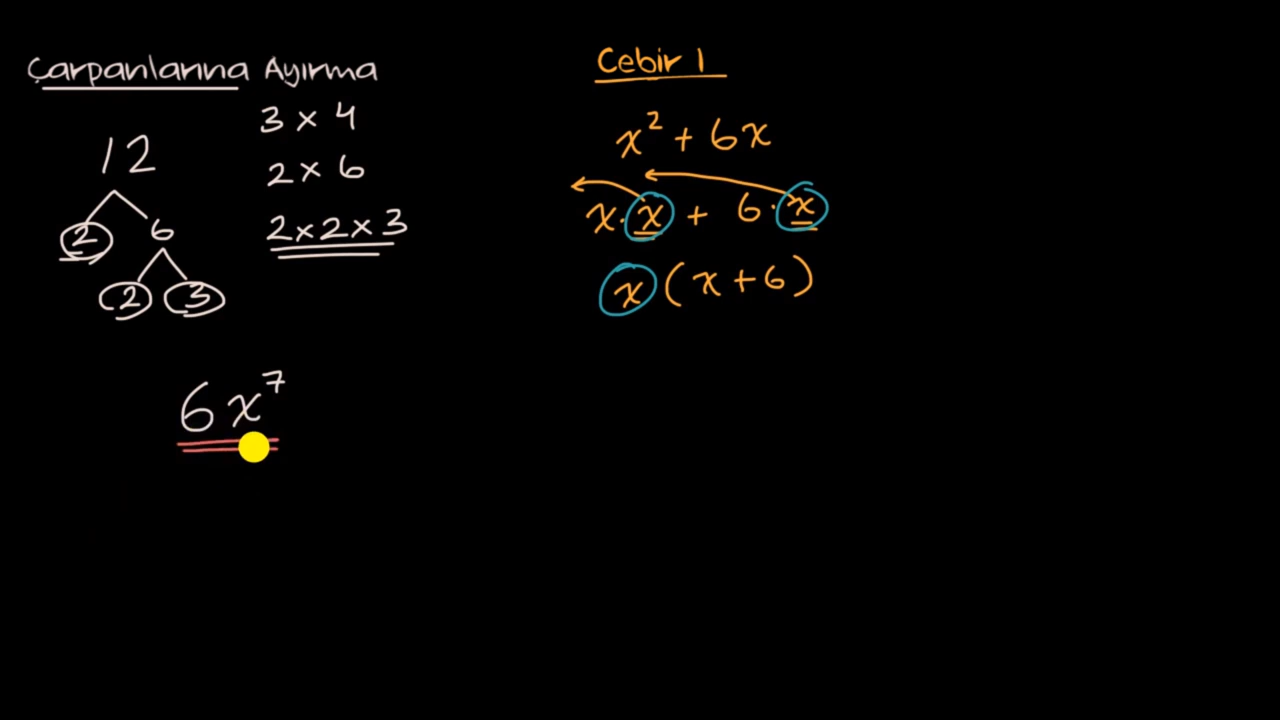 Çarpanlarına Ayırma
12
2 6
2 3
3 × 4
2 × 6
2 × 2 × 3
6x⁷
Cebir 1
x² + 6x
x · x + 6 · x
x (x + 6)